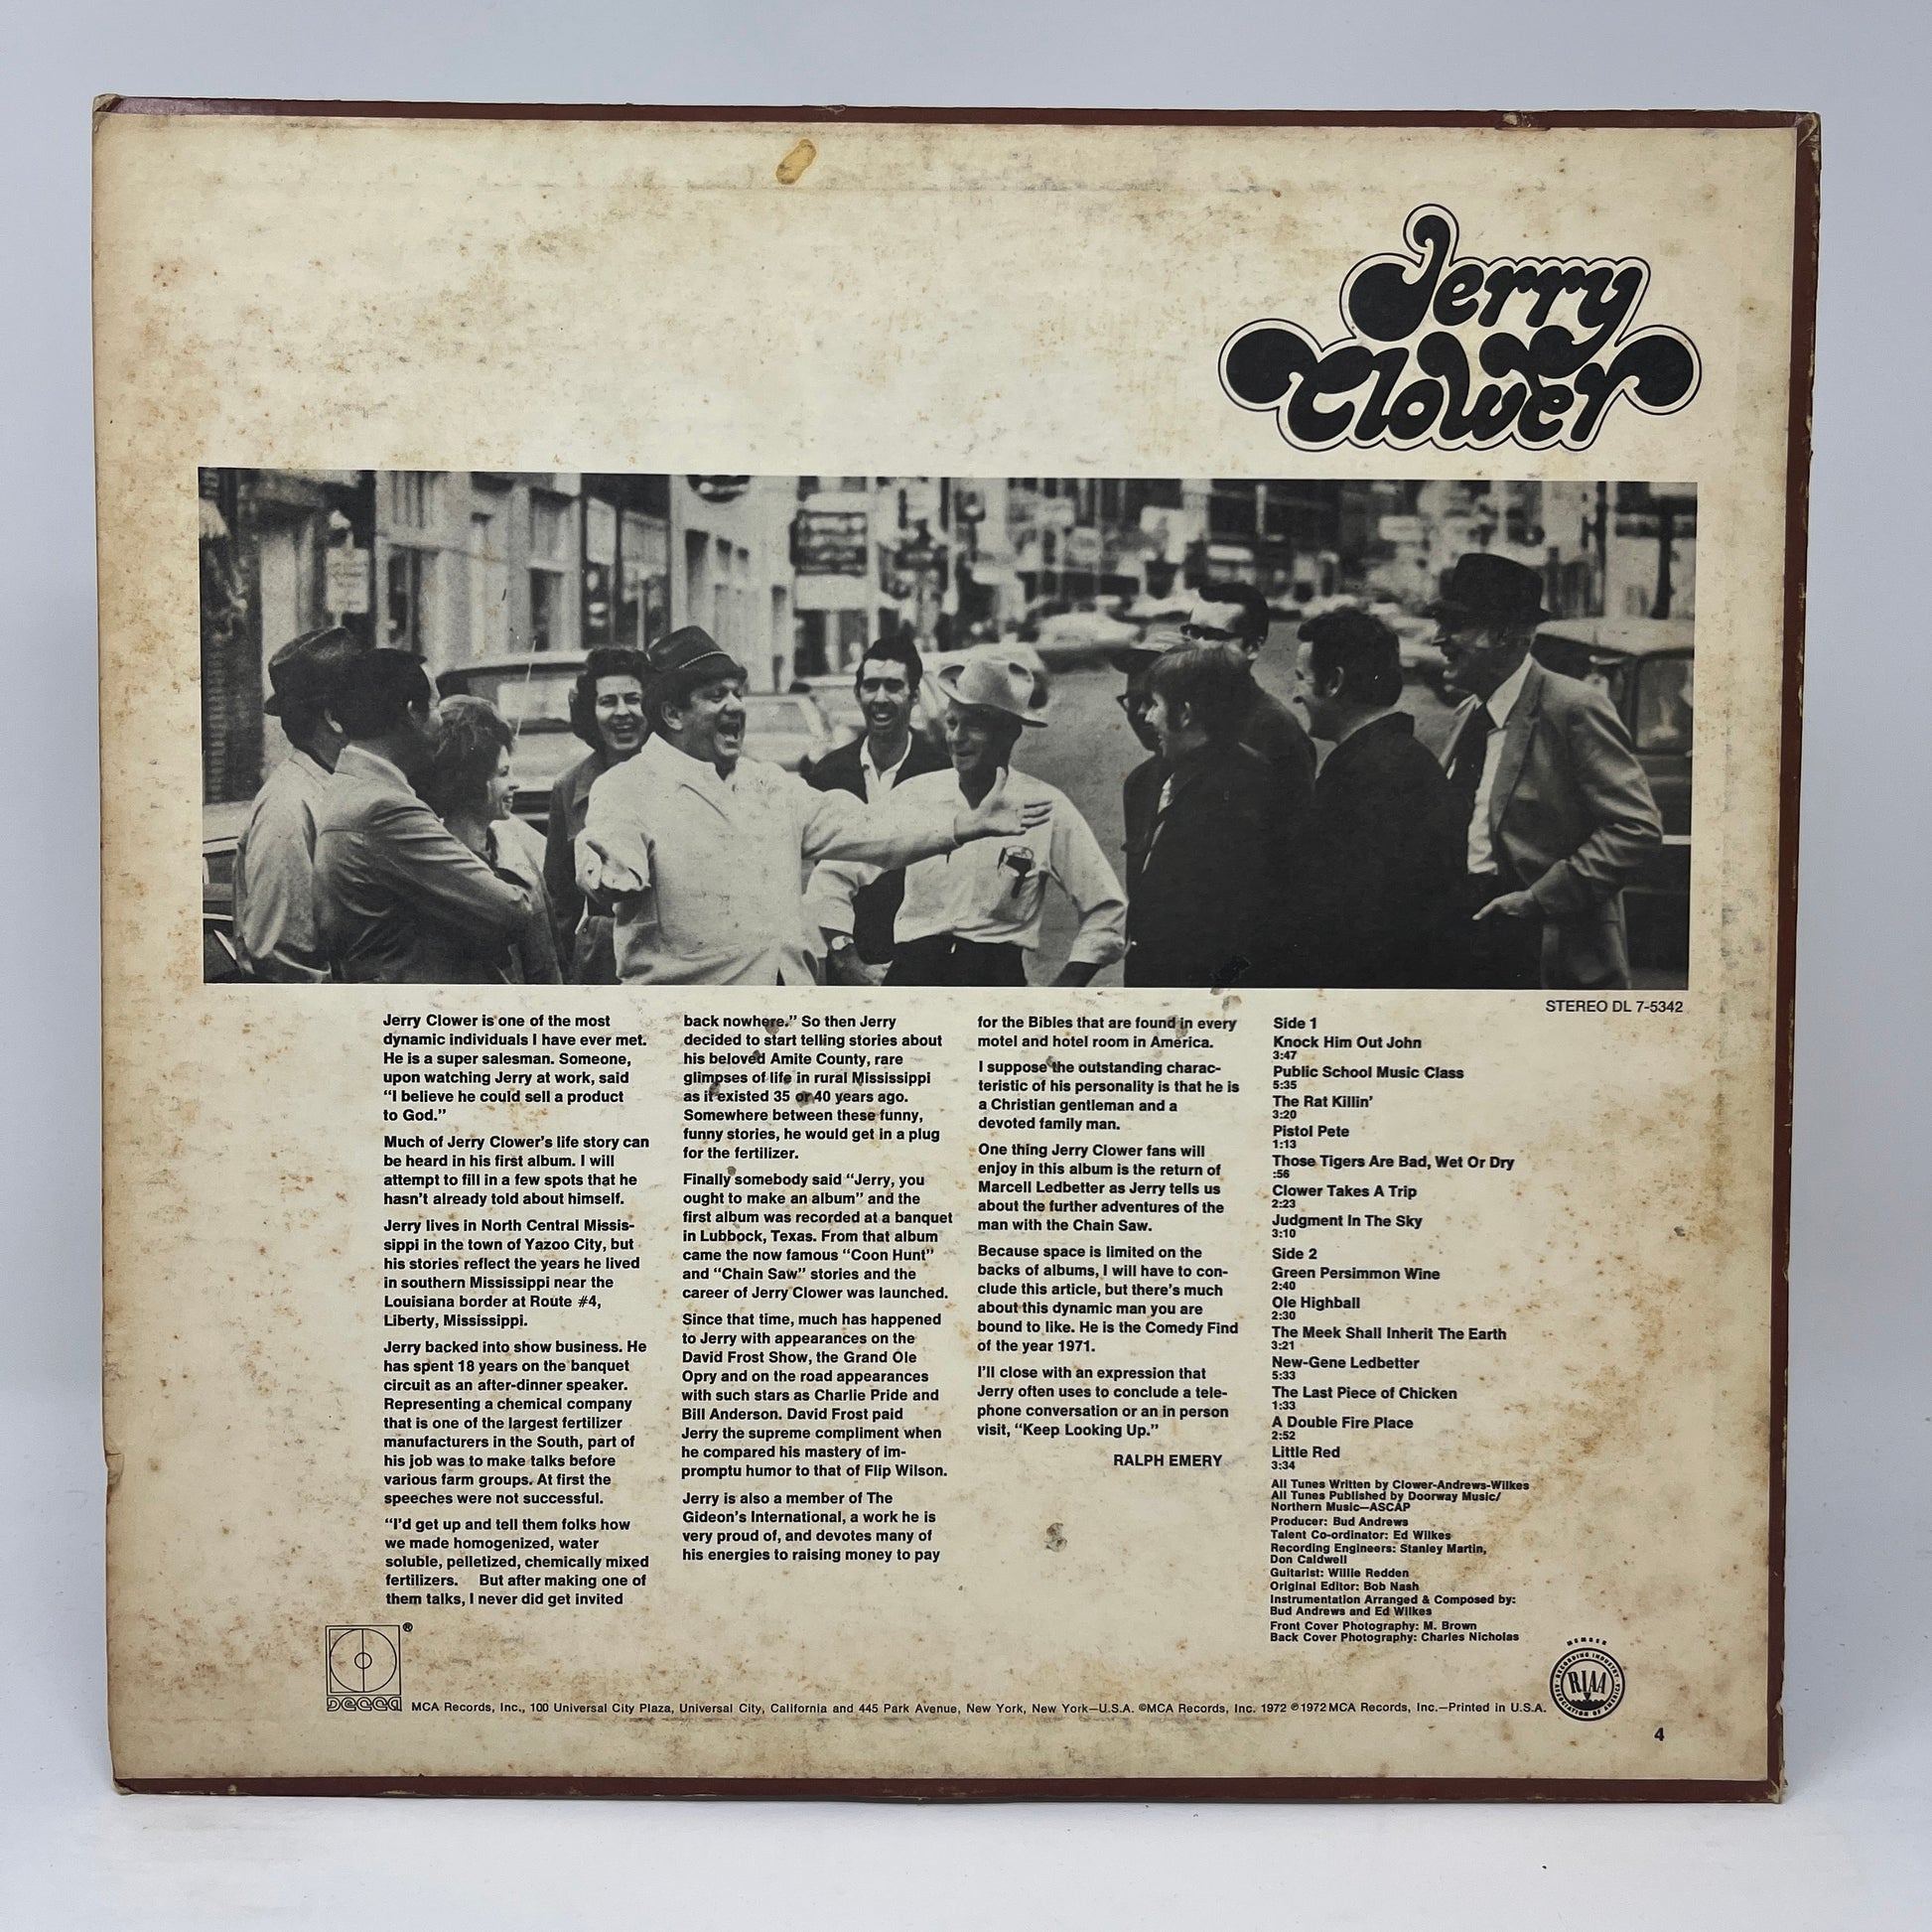 Jerry
Clower
STEREO DL 7-5342
Jerry Clower is one of the most
dynamic individuals I have ever met.
He is a super salesman. Someone,
upon watching Jerry at work, said
“I believe he could sell a product
to God.”
Much of Jerry Clower’s life story can
be heard in his first album. I will
attempt to fill in a few spots that he
hasn’t already told about himself.
Jerry lives in North Central Missis-
sippi in the town of Yazoo City, but
his stories reflect the years he lived
in southern Mississippi near the
Louisiana border at Route #4,
Liberty, Mississippi.
Jerry backed into show business. He
has spent 18 years on the banquet
circuit as an after-dinner speaker.
Representing a chemical company
that is one of the largest fertilizer
manufacturers in the South, part of
his job was to make talks before
various farm groups. At first the
speeches were not successful.
“I’d get up and tell them folks how
we made homogenized, water
soluble, pelletized, chemically mixed
fertilizers. But after making one of
them talks, I never did get invited
back nowhere.” So then Jerry
decided to start telling stories about
his beloved Amite County, rare
glimpses of life in rural Mississippi
as it existed 35 or 40 years ago.
Somewhere between these funny,
funny stories, he would get in a plug
for the fertilizer.
Finally somebody said “Jerry, you
ought to make an album” and the
first album was recorded at a banquet
in Lubbock, Texas. From that album
came the now famous “Coon Hunt”
and “Chain Saw” stories and the
career of Jerry Clower was launched.
Since that time, much has happened
to Jerry with appearances on the
David Frost Show, the Grand Ole
Opry and on the road appearances
with such stars as Charlie Pride and
Bill Anderson. David Frost paid
Jerry the supreme compliment when
he compared his mastery of im-
promptu humor to that of Flip Wilson.
Jerry is also a member of The
Gideon’s International, a work he is
very proud of, and devotes many of
his energies to raising money to pay
for the Bibles that are found in every
motel and hotel room in America.
I suppose the outstanding charac-
teristic of his personality is that he is
a Christian gentleman and a
devoted family man.
One thing Jerry Clower fans will
enjoy in this album is the return of
Marcell Ledbetter as Jerry tells us
about the further adventures of the
man with the Chain Saw.
Because space is limited on the
backs of albums, I will have to con-
clude this article, but there’s much
about this dynamic man you are
bound to like. He is the Comedy Find
of the year 1971.
I’ll close with an expression that
Jerry often uses to conclude a tele-
phone conversation or an in person
visit, “Keep Looking Up.”
RALPH EMERY
Side 1
Knock Him Out John
3:47
Public School Music Class
5:35
The Rat Killin’
3:20
Pistol Pete
1:13
Those Tigers Are Bad, Wet Or Dry
:56
Clower Takes A Trip
2:23
Judgment In The Sky
3:10
Side 2
Green Persimmon Wine
2:40
Ole Highball
2:30
The Meek Shall Inherit The Earth
3:21
New-Gene Ledbetter
5:33
The Last Piece of Chicken
1:33
A Double Fire Place
2:52
Little Red
3:34
All Tunes Written by Clower-Andrews-Wilkes
All Tunes Published by Doorway Music/
Northern Music—ASCAP
Producer: Bud Andrews
Talent Co-ordinator: Ed Wilkes
Recording Engineers: Stanley Martin,
Don Caldwell
Guitarist: Willie Redden
Original Editor: Bob Nash
Instrumentation Arranged & Composed by:
Bud Andrews and Ed Wilkes
Front Cover Photography: M. Brown
Back Cover Photography: Charles Nicholas
®
DECCA
MCA Records, Inc., 100 Universal City Plaza, Universal City, California and 445 Park Avenue, New York, New York—U.S.A. ©MCA Records, Inc. 1972 ℗1972 MCA Records, Inc.—Printed in U.S.A.
MEMBER
RECORDING INDUSTRY
RIAA
ASSOCIATION OF AMERICA
4